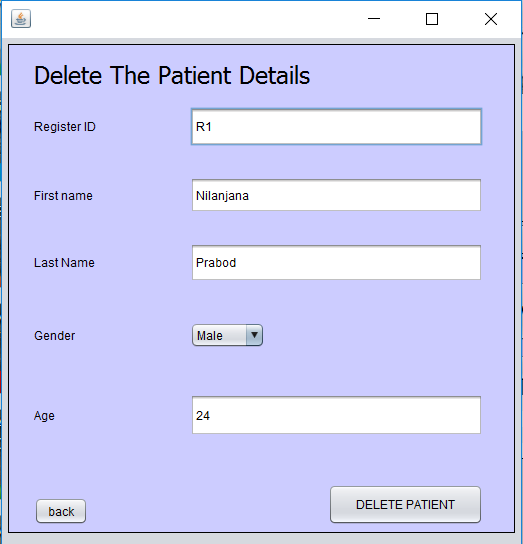 Delete The Patient Details
Register ID R1
First name Nilanjana
Last Name Prabod
Gender Male
Age 24
back DELETE PATIENT